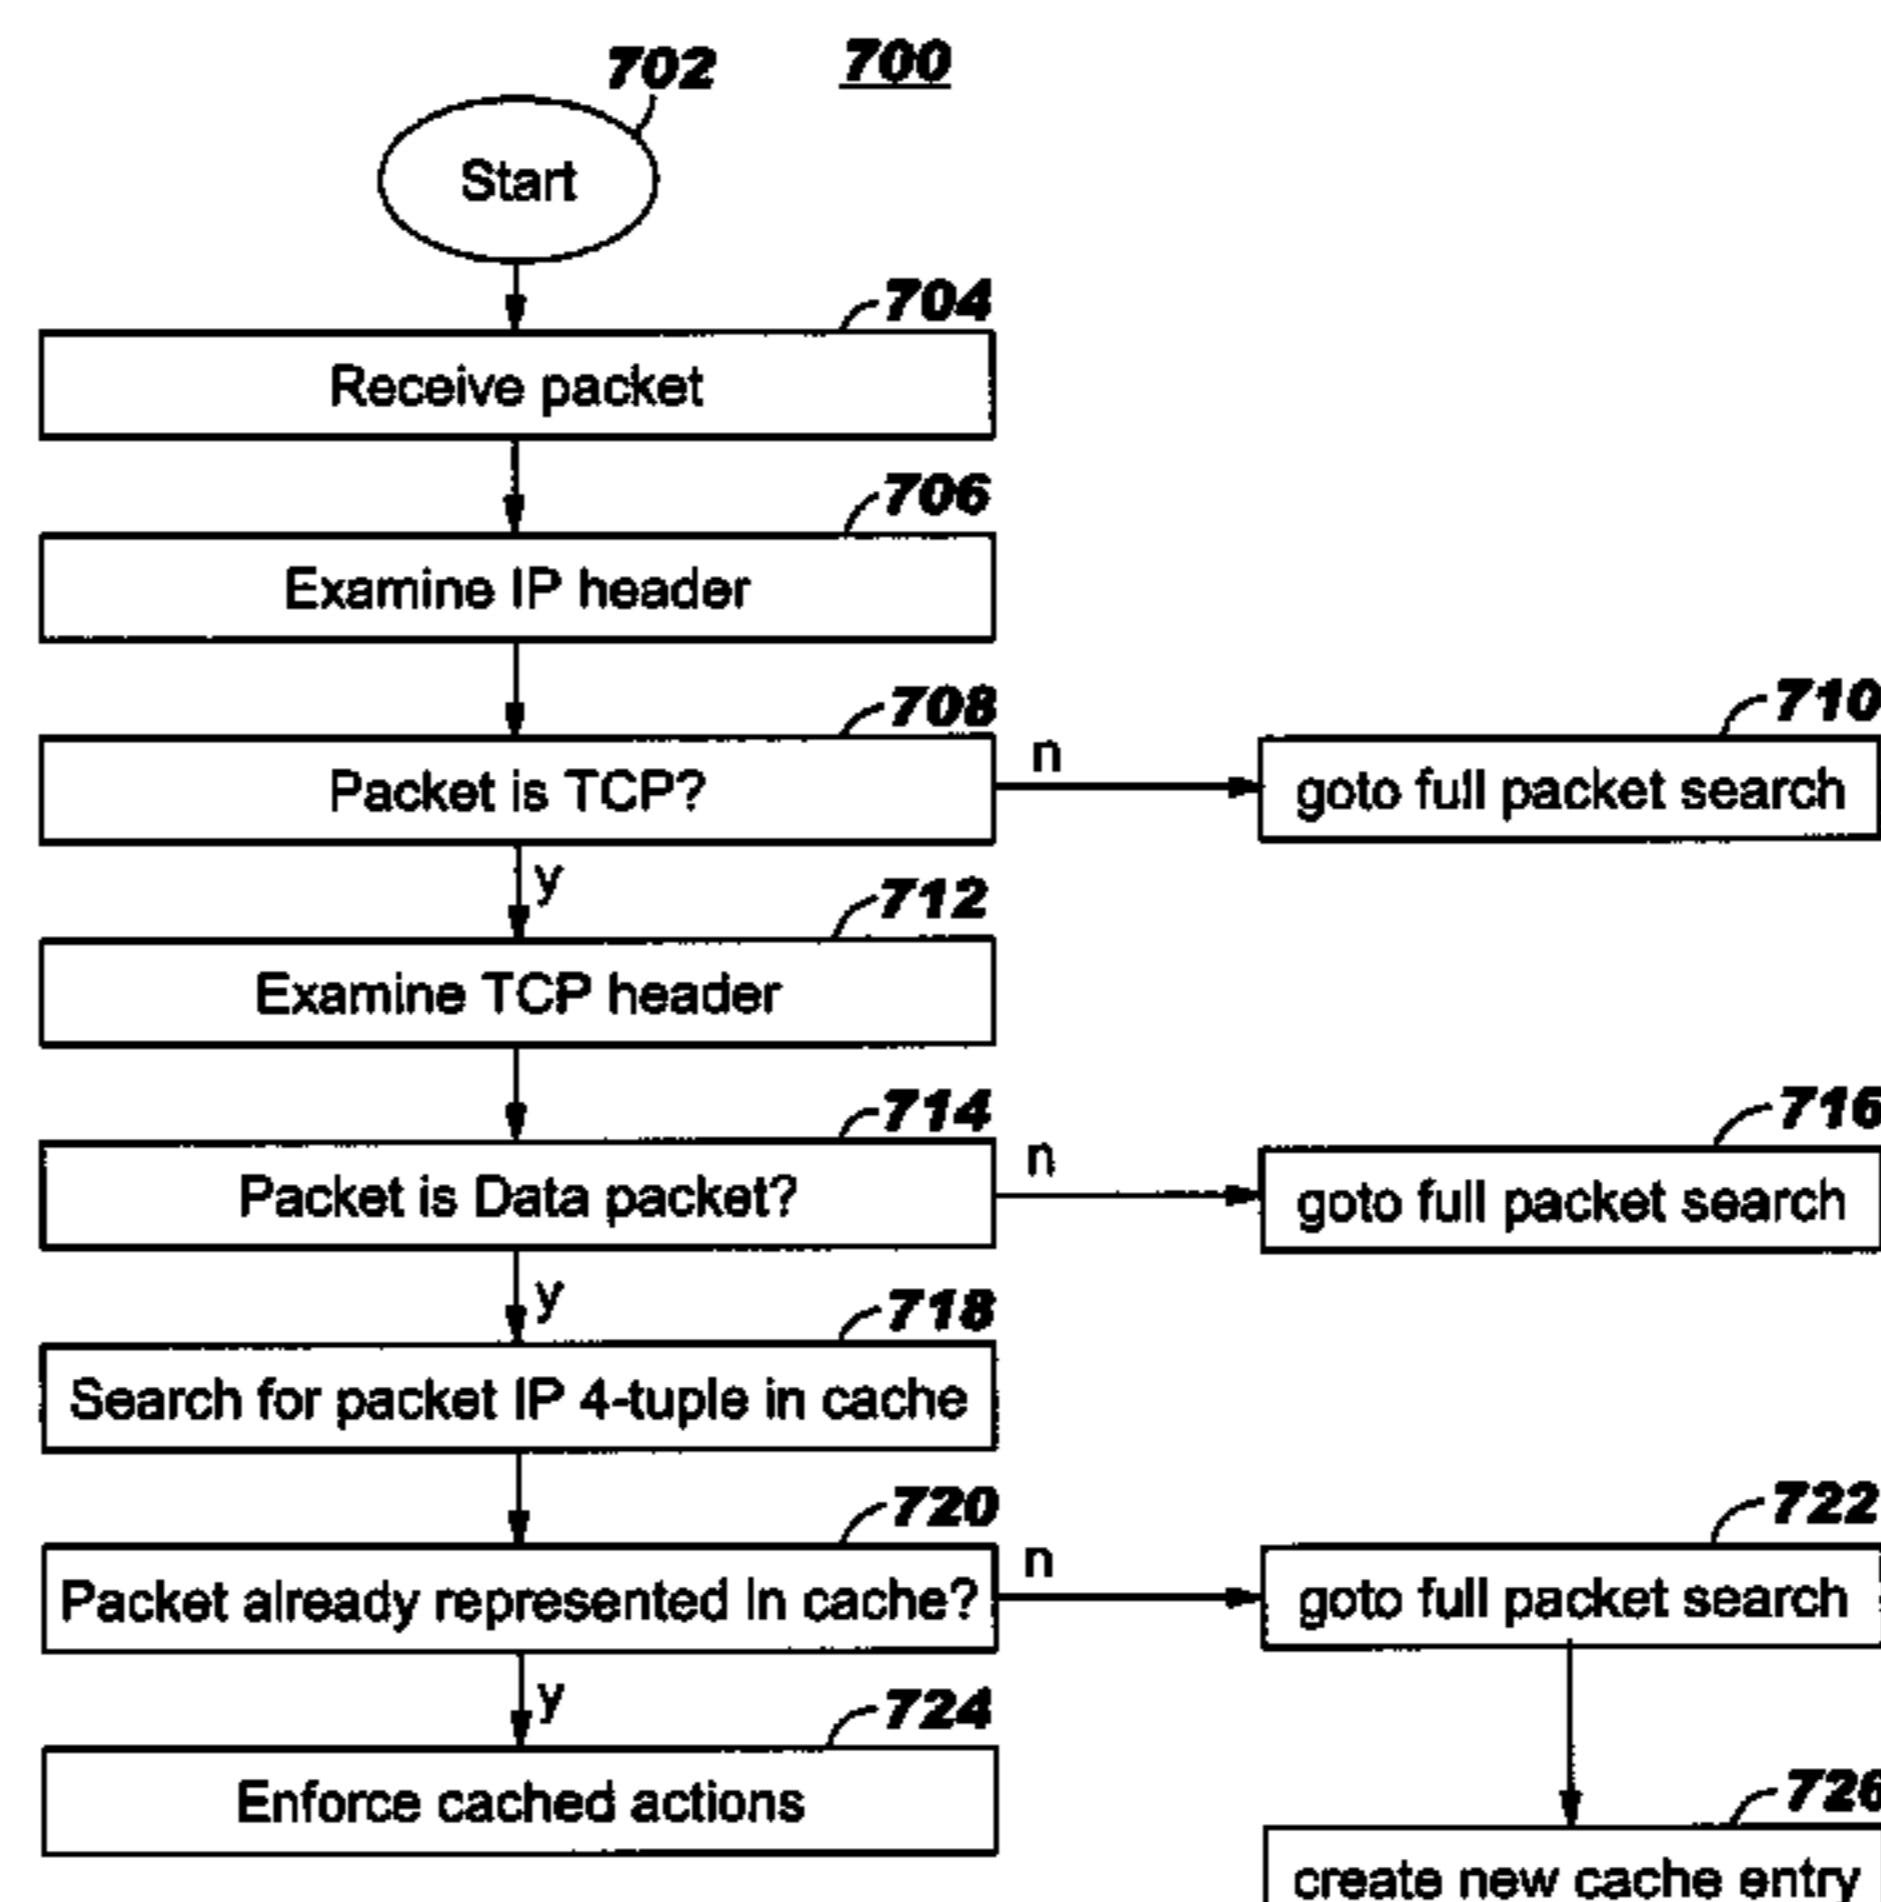 702
700
Start
704
Receive packet
706
Examine IP header
708
710
Packet is TCP?
n
goto full packet search
y
712
Examine TCP header
714
716
Packet is Data packet?
n
goto full packet search
y
718
Search for packet IP 4-tuple in cache
720
722
Packet already represented in cache?
n
goto full packet search
y
724
Enforce cached actions
726
create new cache entry